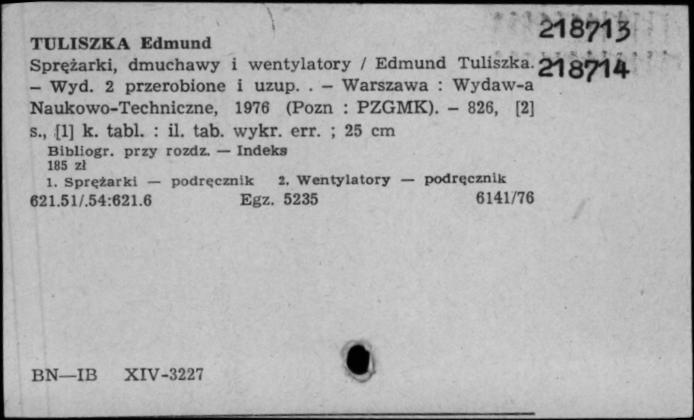 218713
TULISZKA Edmund
Sprężarki, dmuchawy i wentylatory / Edmund Tuliszka.
218714
– Wyd. 2 przerobione i uzup. . – Warszawa : Wydaw-a
Naukowo-Techniczne, 1976 (Pozn : PZGMK). – 826, [2]
s., [1] k. tabl. : il. tab. wykr. err. ; 25 cm
Bibliogr. przy rozdz. — Indeks
185 zł
1. Sprężarki — podręcznik 2. Wentylatory — podręcznik
621.51/.54:621.6 Egz. 5235 6141/76
BN—IB XIV-3227